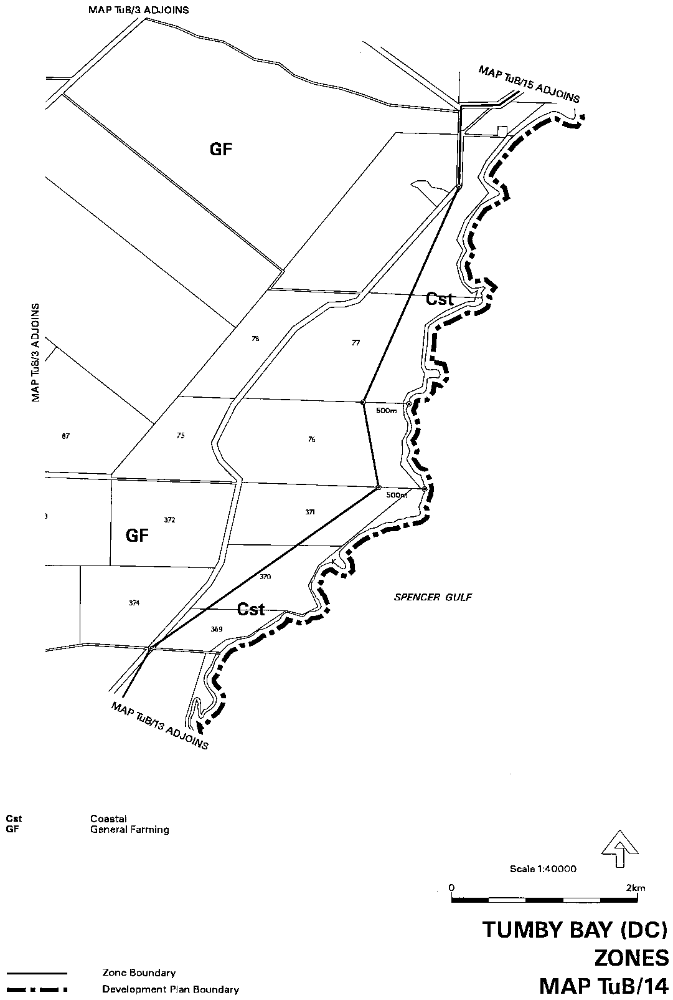 MAP TuB/3 ADJOINS
MAP TuB/15 ADJOINS
GF
MAP TuB/3 ADJOINS
Cst
78
77
500m
87
75
76
500m
3
372
371
GF
370
SPENCER GULF
374
Cst
369
MAP TuB/13 ADJOINS
Cst Coastal
GF General Farming
Scale 1:40000
0 2km
TUMBY BAY (DC)
ZONES
MAP TuB/14
Zone Boundary
Development Plan Boundary